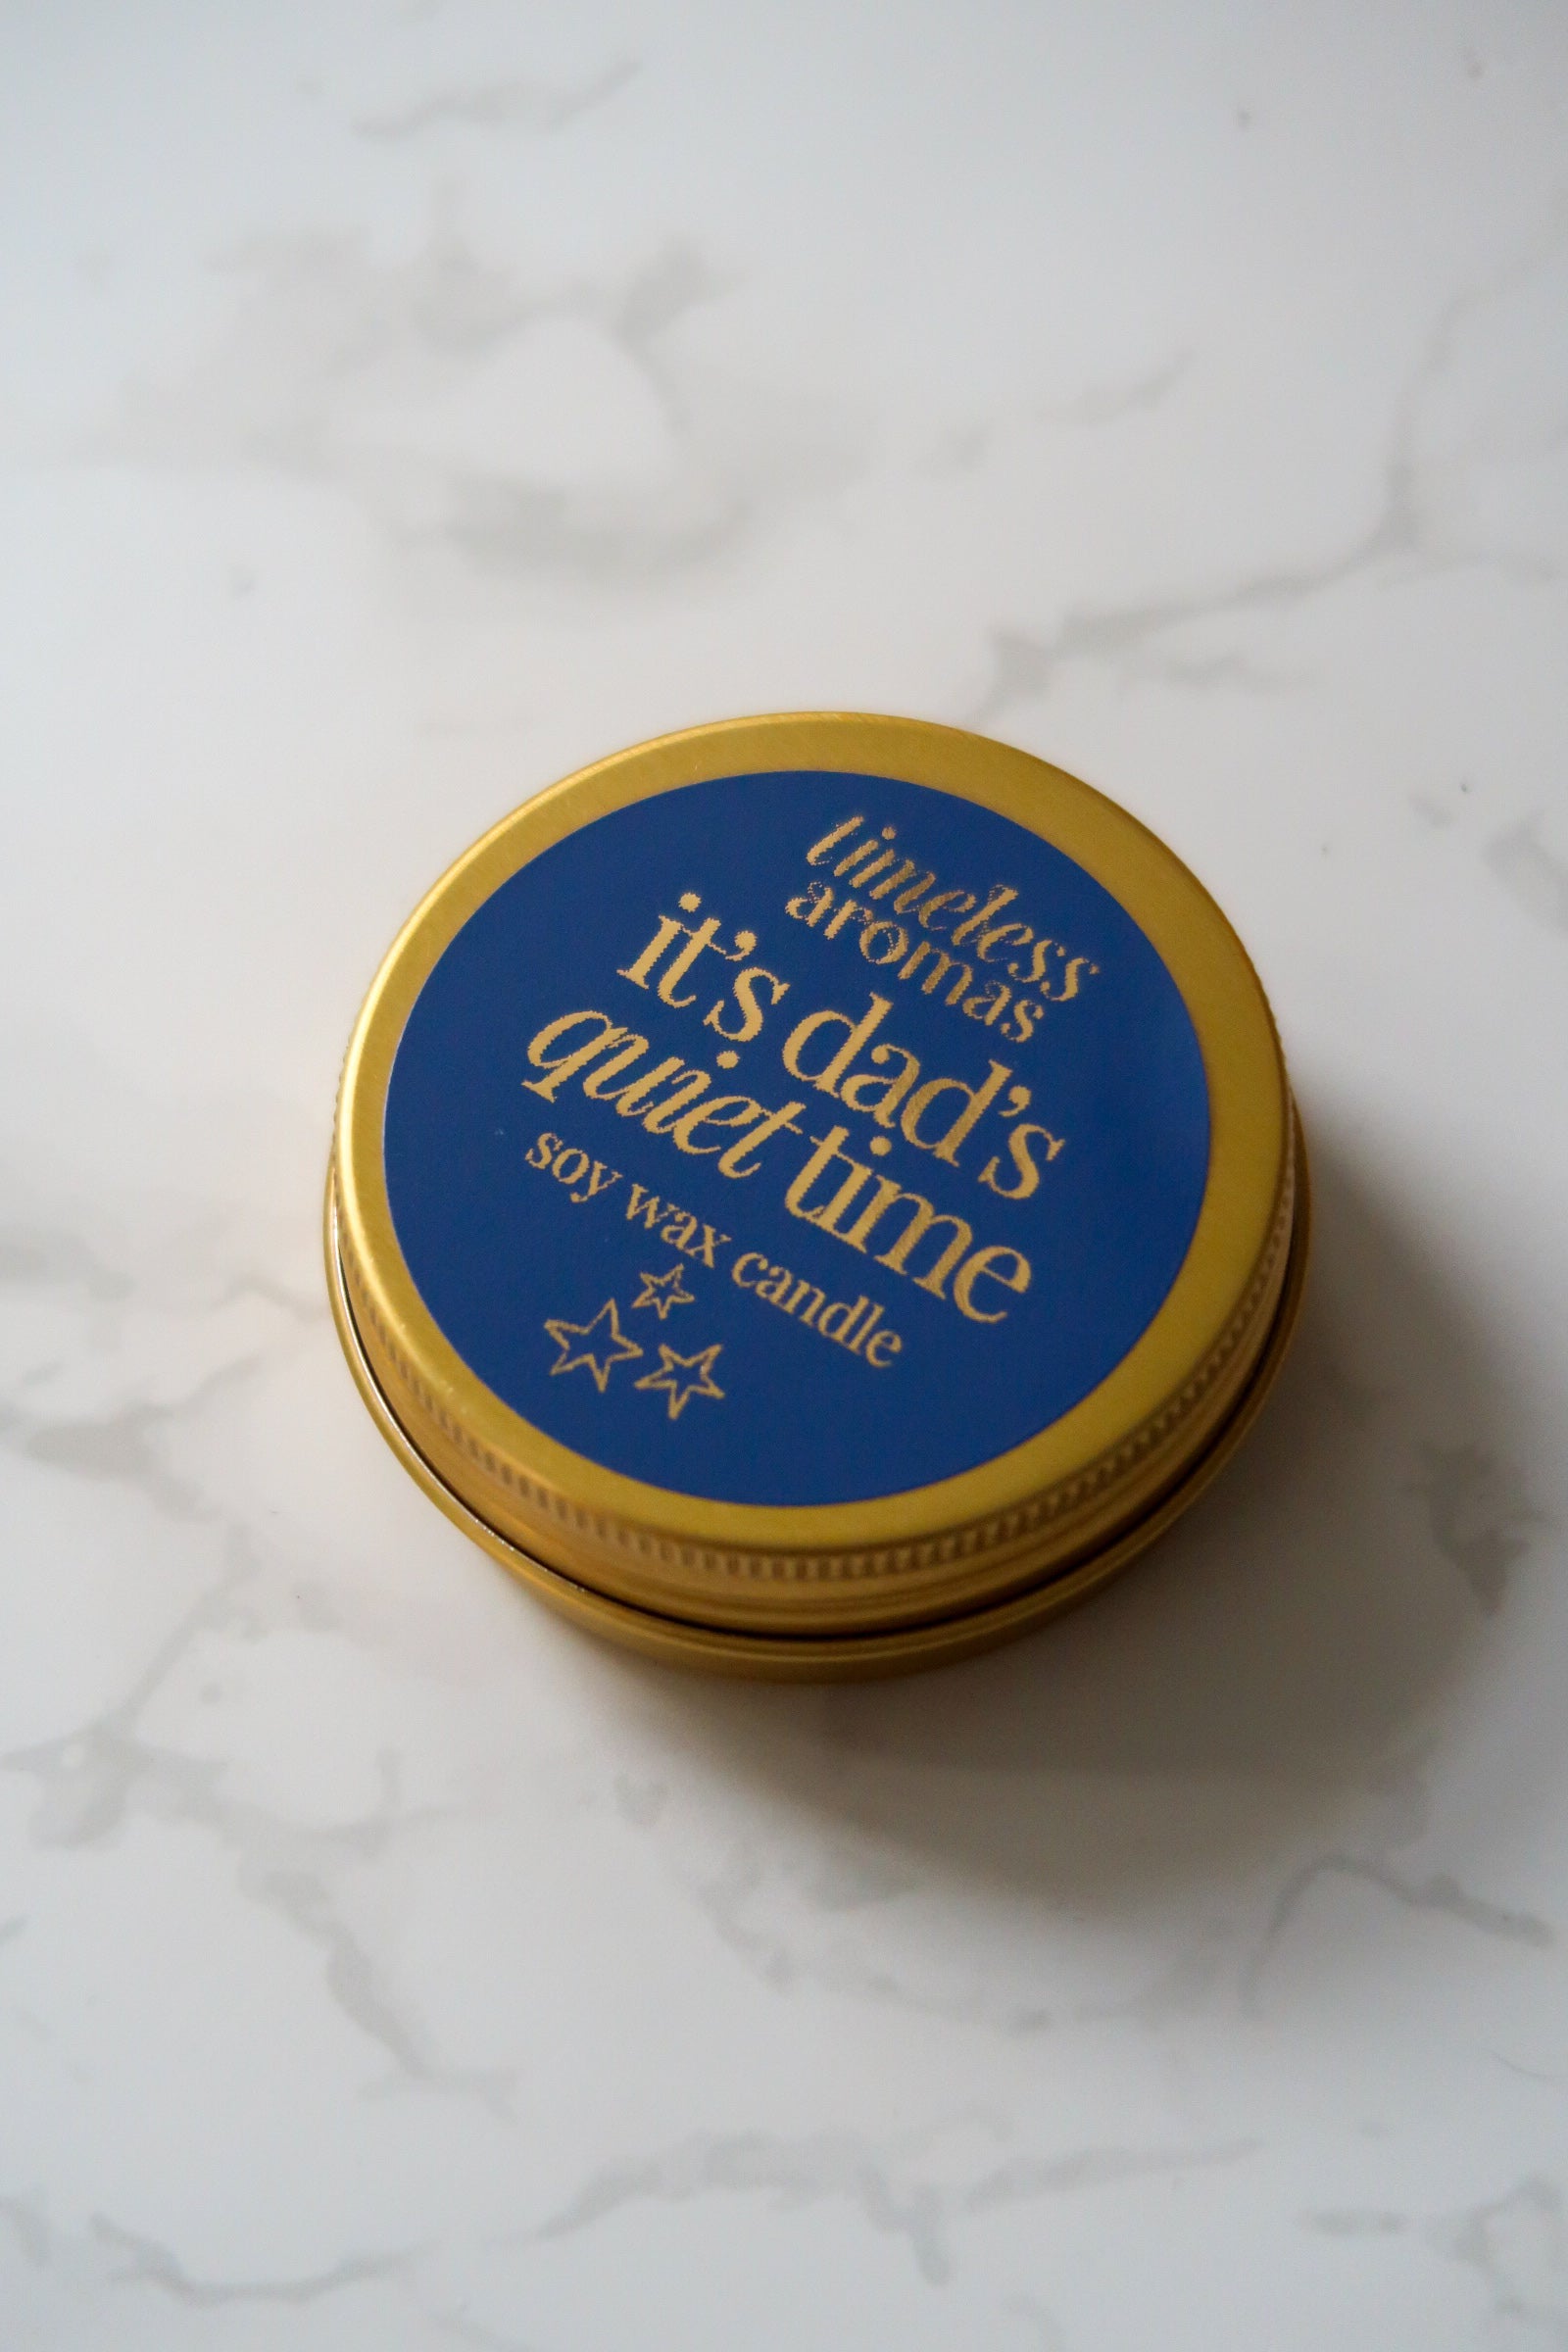 timeless
aromas
it's dad's
quiet time
soy wax candle